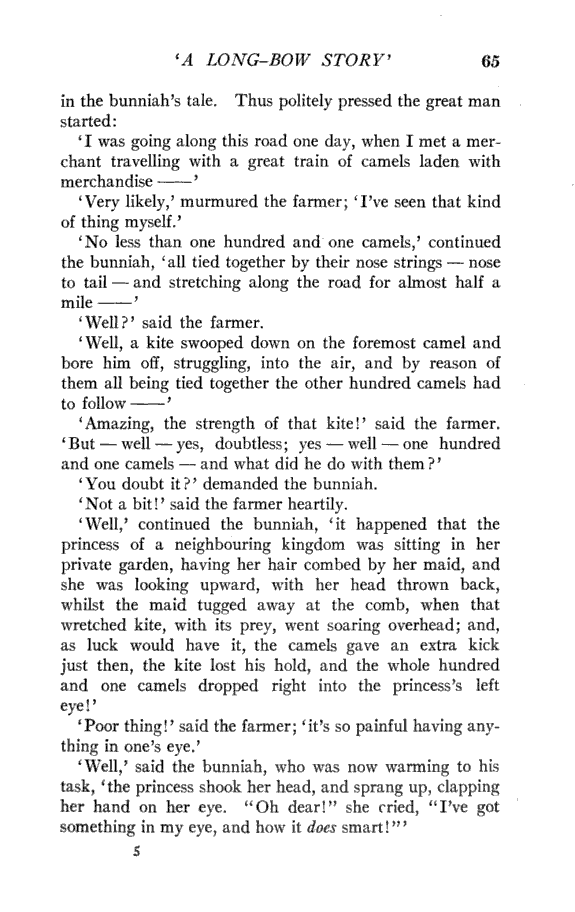 ‘A LONG–BOW STORY’ 65
in the bunniah’s tale. Thus politely pressed the great man
started:
‘I was going along this road one day, when I met a mer-
chant travelling with a great train of camels laden with
merchandise ——’
‘Very likely,’ murmured the farmer; ‘I’ve seen that kind
of thing myself.’
‘No less than one hundred and one camels,’ continued
the bunniah, ‘all tied together by their nose strings — nose
to tail — and stretching along the road for almost half a
mile ——’
‘Well?’ said the farmer.
‘Well, a kite swooped down on the foremost camel and
bore him off, struggling, into the air, and by reason of
them all being tied together the other hundred camels had
to follow ——’
‘Amazing, the strength of that kite!’ said the farmer.
‘But — well — yes, doubtless; yes — well — one hundred
and one camels — and what did he do with them?’
‘You doubt it?’ demanded the bunniah.
‘Not a bit!’ said the farmer heartily.
‘Well,’ continued the bunniah, ‘it happened that the
princess of a neighbouring kingdom was sitting in her
private garden, having her hair combed by her maid, and
she was looking upward, with her head thrown back,
whilst the maid tugged away at the comb, when that
wretched kite, with its prey, went soaring overhead; and,
as luck would have it, the camels gave an extra kick
just then, the kite lost his hold, and the whole hundred
and one camels dropped right into the princess’s left
eye!’
‘Poor thing!’ said the farmer; ‘it’s so painful having any-
thing in one’s eye.’
‘Well,’ said the bunniah, who was now warming to his
task, ‘the princess shook her head, and sprang up, clapping
her hand on her eye. “Oh dear!” she cried, “I’ve got
something in my eye, and how it does smart!”’
5